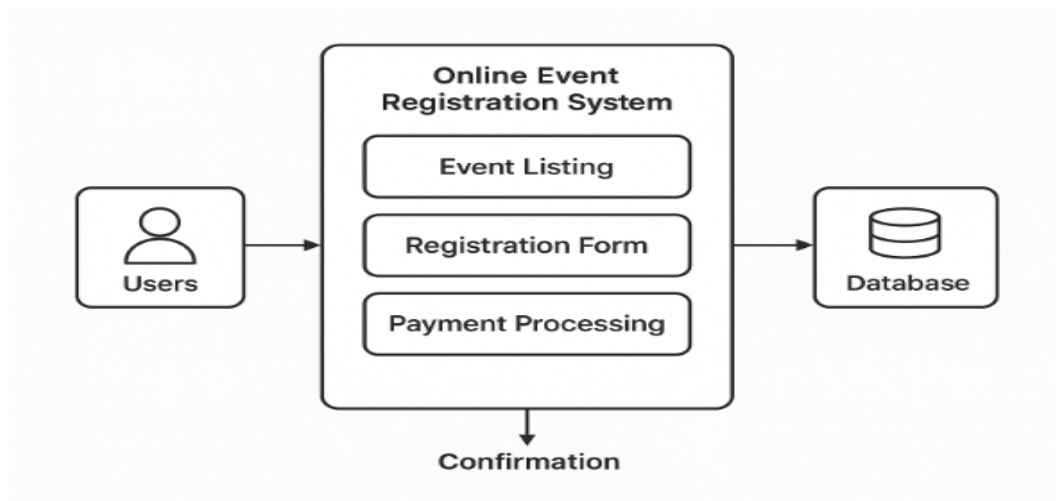 Online Event
Registration System
Event Listing
Registration Form
Payment Processing
Users
Database
Confirmation